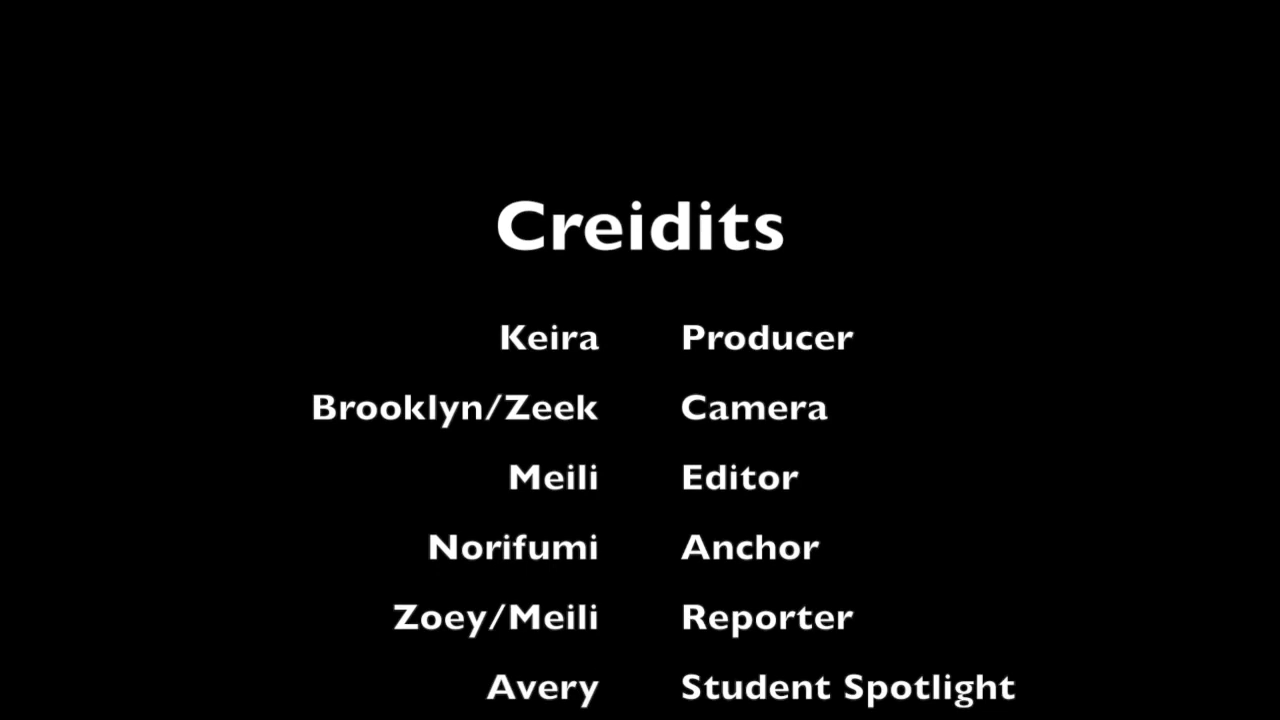 Creidits
Keira Producer
Brooklyn/Zeek Camera
Meili Editor
Norifumi Anchor
Zoey/Meili Reporter
Avery Student Spotlight